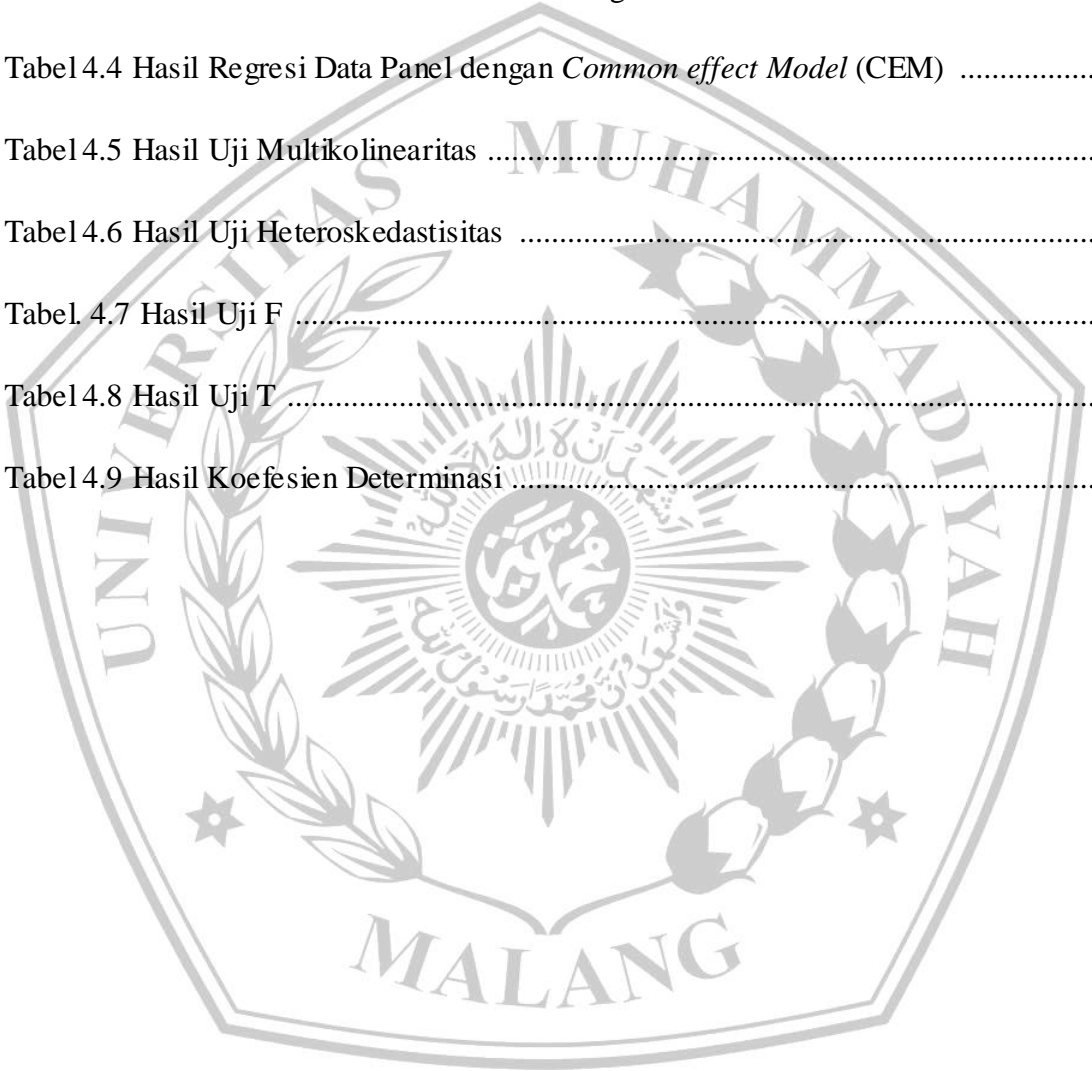 Tabel 4.4 Hasil Regresi Data Panel dengan Common effect Model (CEM) ................
Tabel 4.5 Hasil Uji Multikolinearitas ................
Tabel 4.6 Hasil Uji Heteroskedastisitas ................
Tabel. 4.7 Hasil Uji F ................
Tabel 4.8 Hasil Uji T ................
Tabel 4.9 Hasil Koefesien Determinasi ................
UNIVERSITAS MUHAMMADIYAH
MALANG